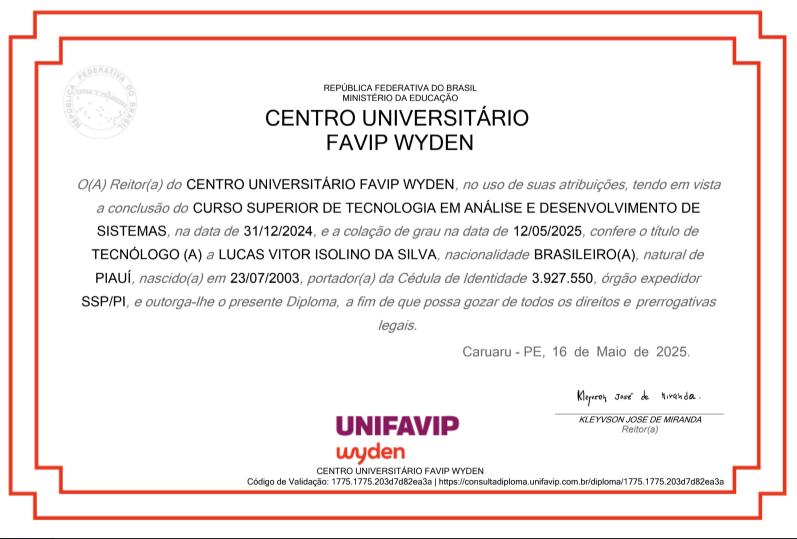 REPÚBLICA FEDERATIVA DO BRASIL
REPÚBLICA FEDERATIVA DO BRASIL
MINISTÉRIO DA EDUCAÇÃO
CENTRO UNIVERSITÁRIO
FAVIP WYDEN
O(A) Reitor(a) do CENTRO UNIVERSITÁRIO FAVIP WYDEN, no uso de suas atribuições, tendo em vista
a conclusão do CURSO SUPERIOR DE TECNOLOGIA EM ANÁLISE E DESENVOLVIMENTO DE
SISTEMAS, na data de 31/12/2024, e a colação de grau na data de 12/05/2025, confere o título de
TECNÓLOGO (A) a LUCAS VITOR ISOLINO DA SILVA, nacionalidade BRASILEIRO(A), natural de
PIAUÍ, nascido(a) em 23/07/2003, portador(a) da Cédula de Identidade 3.927.550, órgão expedidor
SSP/PI, e outorga-lhe o presente Diploma, a fim de que possa gozar de todos os direitos e prerrogativas
legais.
Caruaru - PE, 16 de Maio de 2025.
Kleyvson José de Miranda.
KLEYVSON JOSE DE MIRANDA
Reitor(a)
UNIFAVIP
wyden
CENTRO UNIVERSITÁRIO FAVIP WYDEN
Código de Validação: 1775.1775.203d7d82ea3a | https://consultadiploma.unifavip.com.br/diploma/1775.1775.203d7d82ea3a